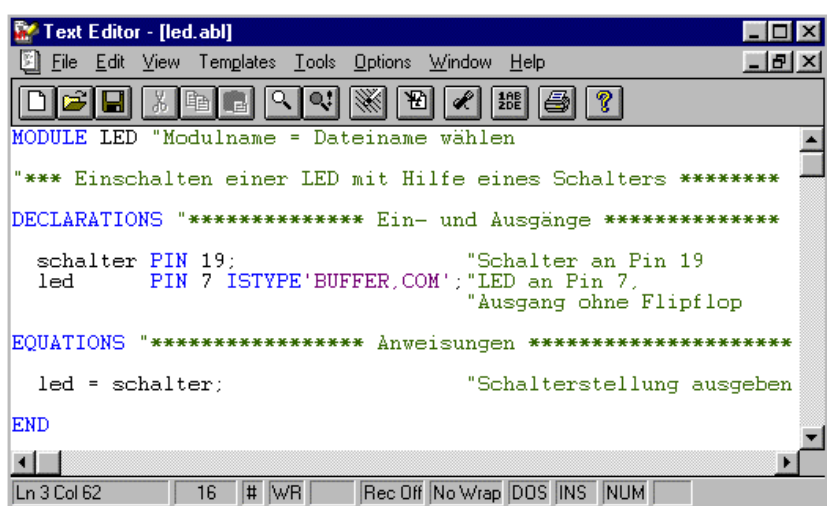 Text Editor - [led.abl]
File Edit View Templates Tools Options Window Help
1AB
2DE
MODULE LED "Modulname = Dateiname wählen
"*** Einschalten einer LED mit Hilfe eines Schalters ********
DECLARATIONS "************** Ein- und Ausgänge **************
schalter PIN 19; "Schalter an Pin 19
led PIN 7 ISTYPE'BUFFER,COM';"LED an Pin 7,
"Ausgang ohne Flipflop
EQUATIONS "***************** Anweisungen *********************
led = schalter; "Schalterstellung ausgeben
END
Ln 3 Col 62 16 # WR Rec Off No Wrap DOS INS NUM